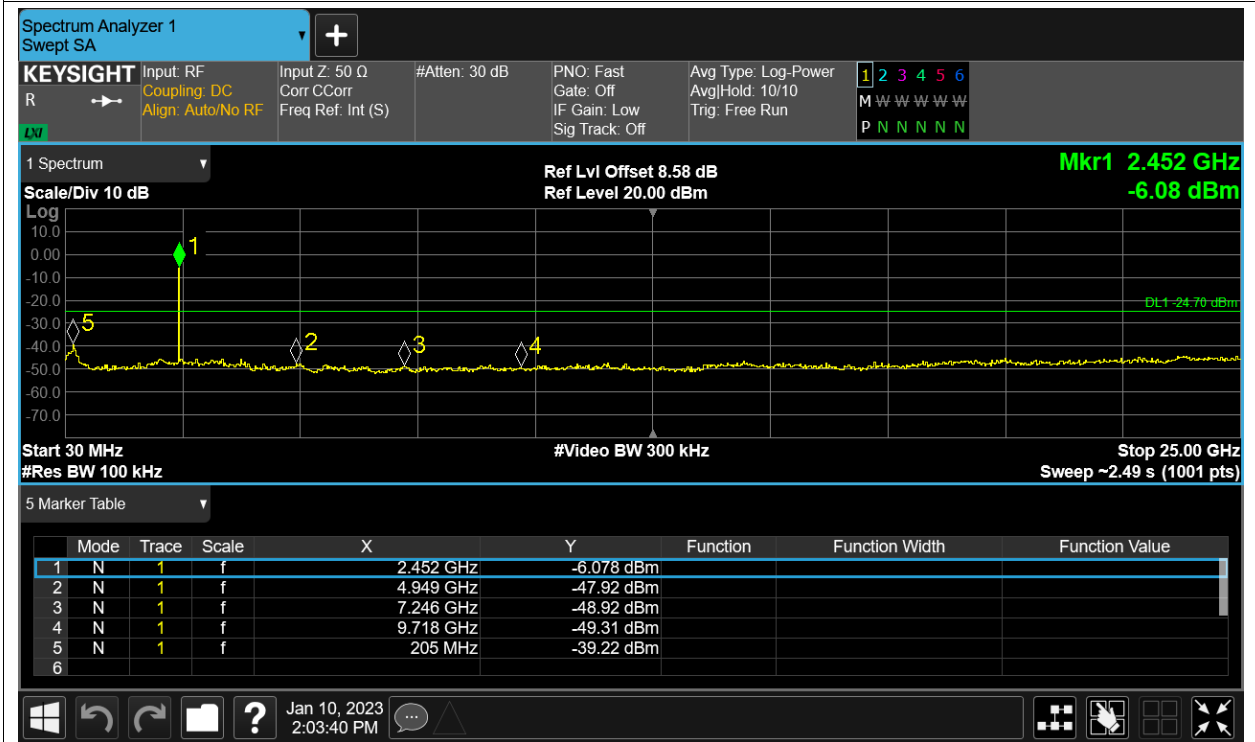 Spectrum Analyzer 1
Swept SA
+
KEYSIGHT
R
LXI
Input: RF
Coupling: DC
Align: Auto/No RF
Input Z: 50 Ω
Corr CCorr
Freq Ref: Int (S)
#Atten: 30 dB
PNO: Fast
Gate: Off
IF Gain: Low
Sig Track: Off
Avg Type: Log-Power
Avg|Hold: 10/10
Trig: Free Run
1 2 3 4 5 6
M W W W W W
P N N N N N
1 Spectrum
Scale/Div 10 dB
Ref Lvl Offset 8.58 dB
Ref Level 20.00 dBm
Mkr1 2.452 GHz
-6.08 dBm
Log
10.0
0.00
-10.0
-20.0
-30.0
-40.0
-50.0
-60.0
-70.0
1
5
2
3
4
DL1 -24.70 dBm
Start 30 MHz
#Res BW 100 kHz
#Video BW 300 kHz
Stop 25.00 GHz
Sweep ~2.49 s (1001 pts)
5 Marker Table
Mode Trace Scale X Y Function Function Width Function Value
1 N 1 f 2.452 GHz -6.078 dBm
2 N 1 f 4.949 GHz -47.92 dBm
3 N 1 f 7.246 GHz -48.92 dBm
4 N 1 f 9.718 GHz -49.31 dBm
5 N 1 f 205 MHz -39.22 dBm
6
?
Jan 10, 2023
2:03:40 PM